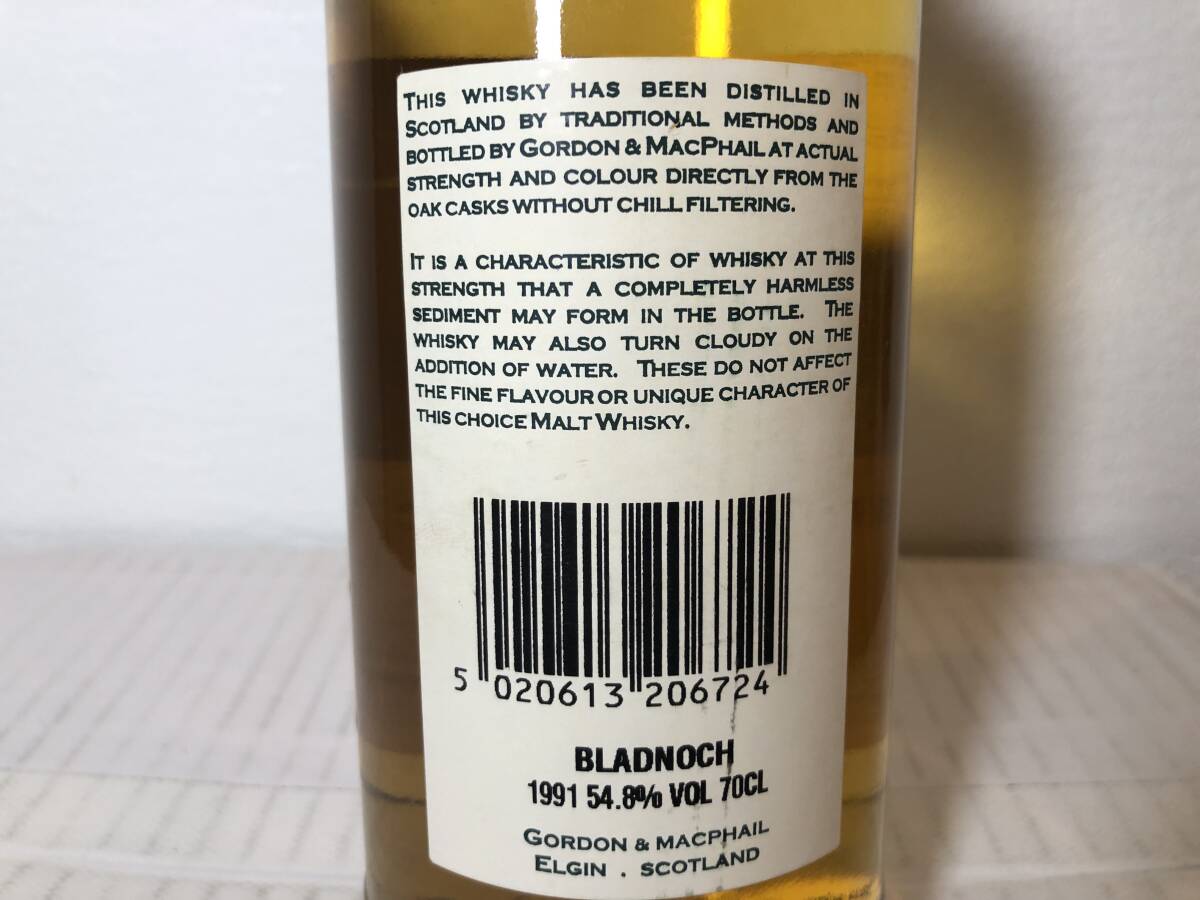 THIS WHISKY HAS BEEN DISTILLED IN
SCOTLAND BY TRADITIONAL METHODS AND
BOTTLED BY GORDON & MACPHAIL AT ACTUAL
STRENGTH AND COLOUR DIRECTLY FROM THE
OAK CASKS WITHOUT CHILL FILTERING.
IT IS A CHARACTERISTIC OF WHISKY AT THIS
STRENGTH THAT A COMPLETELY HARMLESS
SEDIMENT MAY FORM IN THE BOTTLE. THE
WHISKY MAY ALSO TURN CLOUDY ON THE
ADDITION OF WATER. THESE DO NOT AFFECT
THE FINE FLAVOUR OR UNIQUE CHARACTER OF
THIS CHOICE MALT WHISKY.
5 020613 206724
BLADNOCH
1991 54.8% VOL 70CL
GORDON & MACPHAIL
ELGIN . SCOTLAND